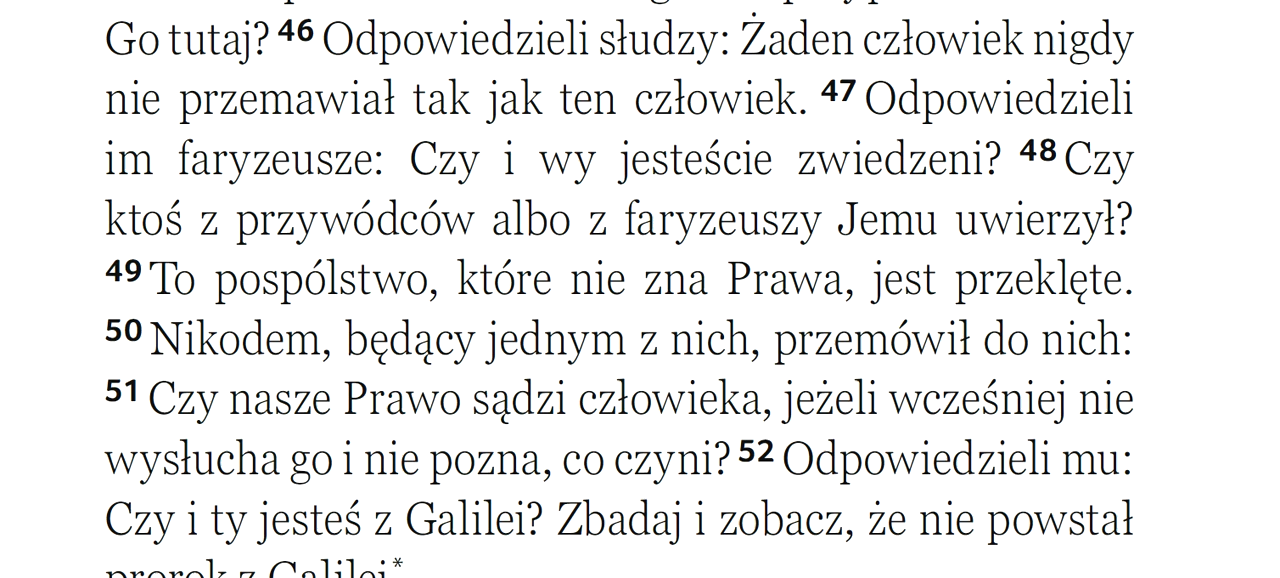 Go tutaj? 46 Odpowiedzieli słudzy: Żaden człowiek nigdy
nie przemawiał tak jak ten człowiek. 47 Odpowiedzieli
im faryzeusze: Czy i wy jesteście zwiedzeni? 48 Czy
ktoś z przywódców albo z faryzeuszy Jemu uwierzył?
49 To pospólstwo, które nie zna Prawa, jest przeklęte.
50 Nikodem, będący jednym z nich, przemówił do nich:
51 Czy nasze Prawo sądzi człowieka, jeżeli wcześniej nie
wysłucha go i nie pozna, co czyni? 52 Odpowiedzieli mu:
Czy i ty jesteś z Galilei? Zbadaj i zobacz, że nie powstał
prorok z Galilei*